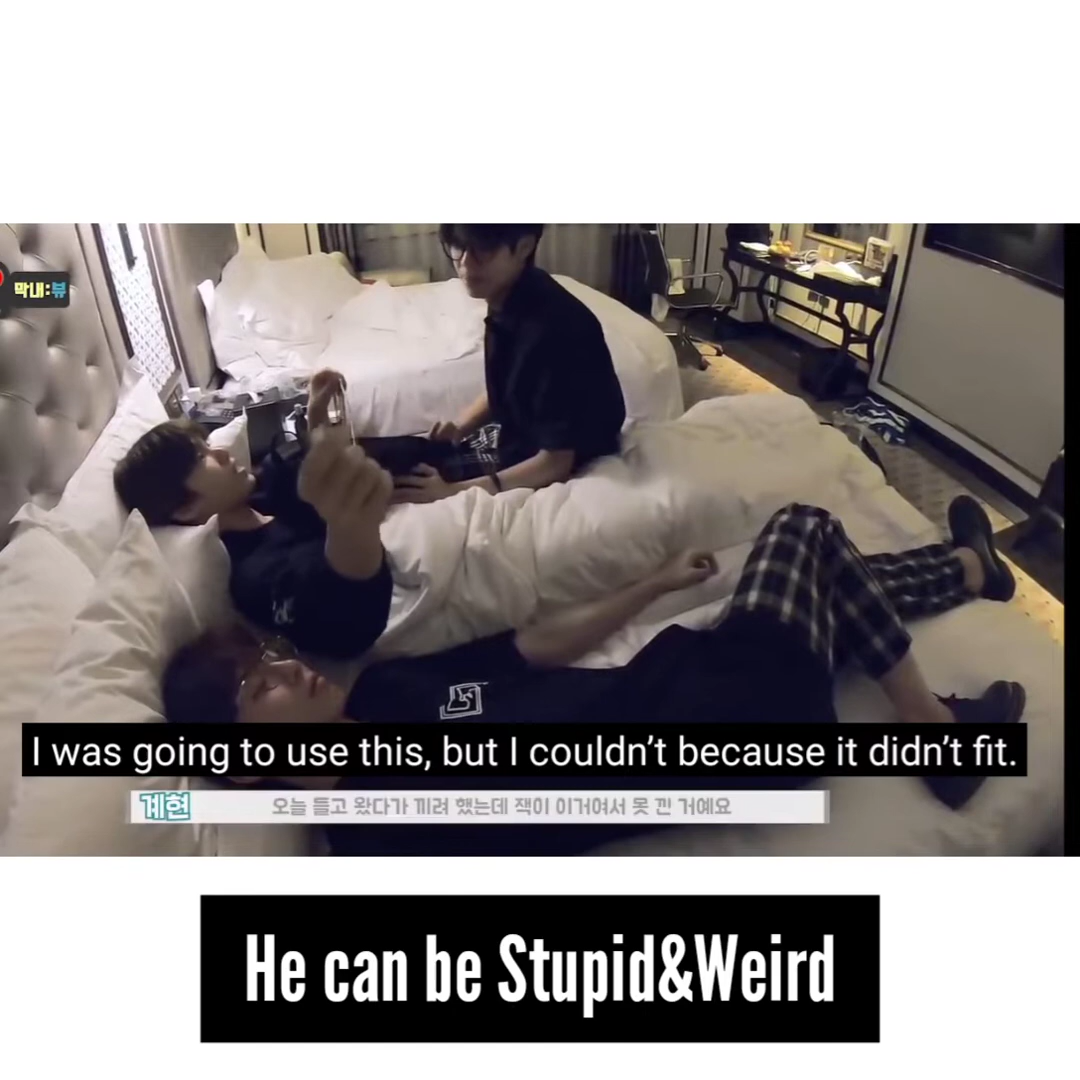 막내:뷰
I was going to use this, but I couldn’t because it didn’t fit.
계현 오늘 들고 왔다가 끼려 했는데 잭이 이거여서 못 낀 거예요
He can be Stupid&Weird